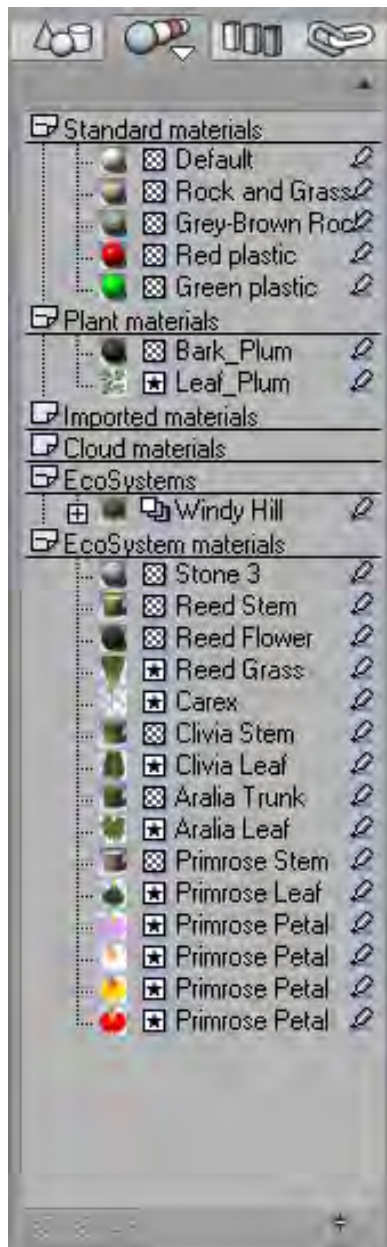 Standard materials
Default
Rock and Grass
Grey-Brown Roc
Red plastic
Green plastic
Plant materials
Bark_Plum
Leaf_Plum
Imported materials
Cloud materials
EcoSystems
Windy Hill
EcoSystem materials
Stone 3
Reed Stem
Reed Flower
Reed Grass
Carex
Clivia Stem
Clivia Leaf
Aralia Trunk
Aralia Leaf
Primrose Stem
Primrose Leaf
Primrose Petal
Primrose Petal
Primrose Petal
Primrose Petal